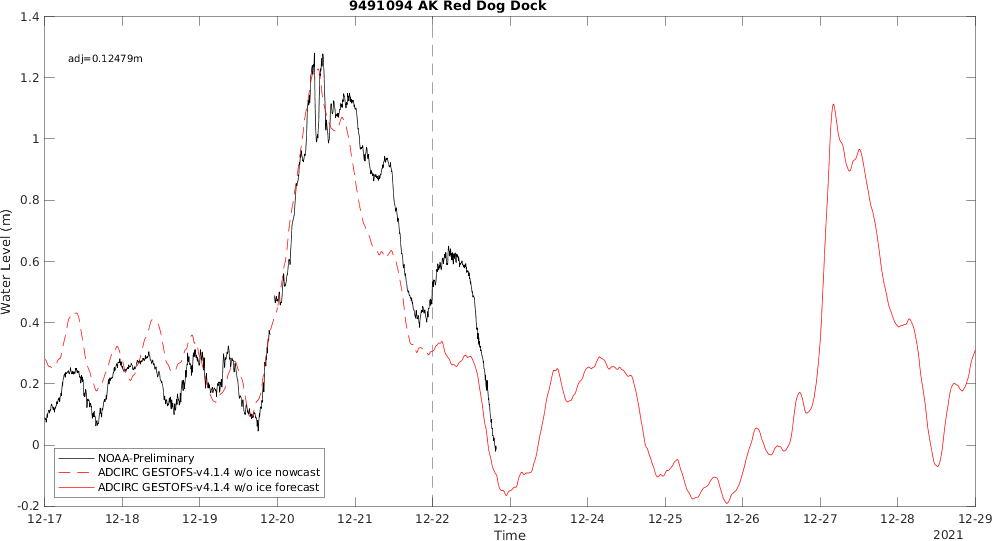 9491094 AK Red Dog Dock
adj=0.12479m
1.4
1.2
1
0.8
0.6
0.4
0.2
0
-0.2
Water Level (m)
NOAA-Preliminary
ADCIRC GESTOFS-v4.1.4 w/o ice nowcast
ADCIRC GESTOFS-v4.1.4 w/o ice forecast
12-17 12-18 12-19 12-20 12-21 12-22 12-23 12-24 12-25 12-26 12-27 12-28 12-29
Time
2021